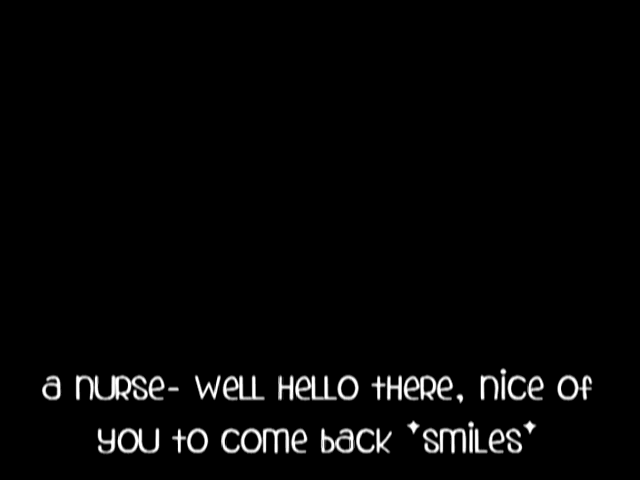 a nurse- well hello there, nice of
you to come back *smiles*